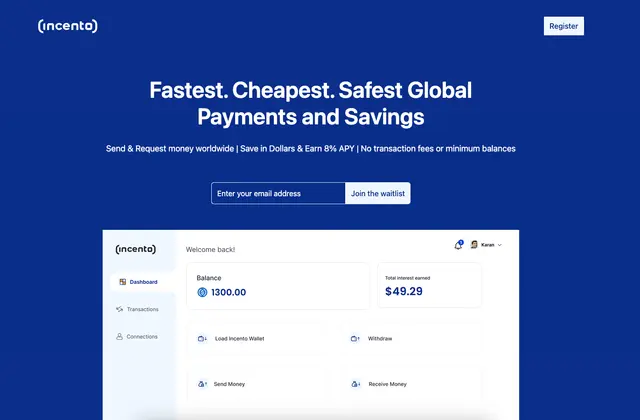 (incento)
Register
Fastest. Cheapest. Safest Global
Payments and Savings
Send & Request money worldwide | Save in Dollars & Earn 8% APY | No transaction fees or minimum balances
Enter your email address
Join the waitlist
(incento)
Welcome back!
Karan
Dashboard
Transactions
Connections
Balance
1300.00
Total interest earned
$49.29
Load Incento Wallet
Withdraw
Send Money
Receive Money